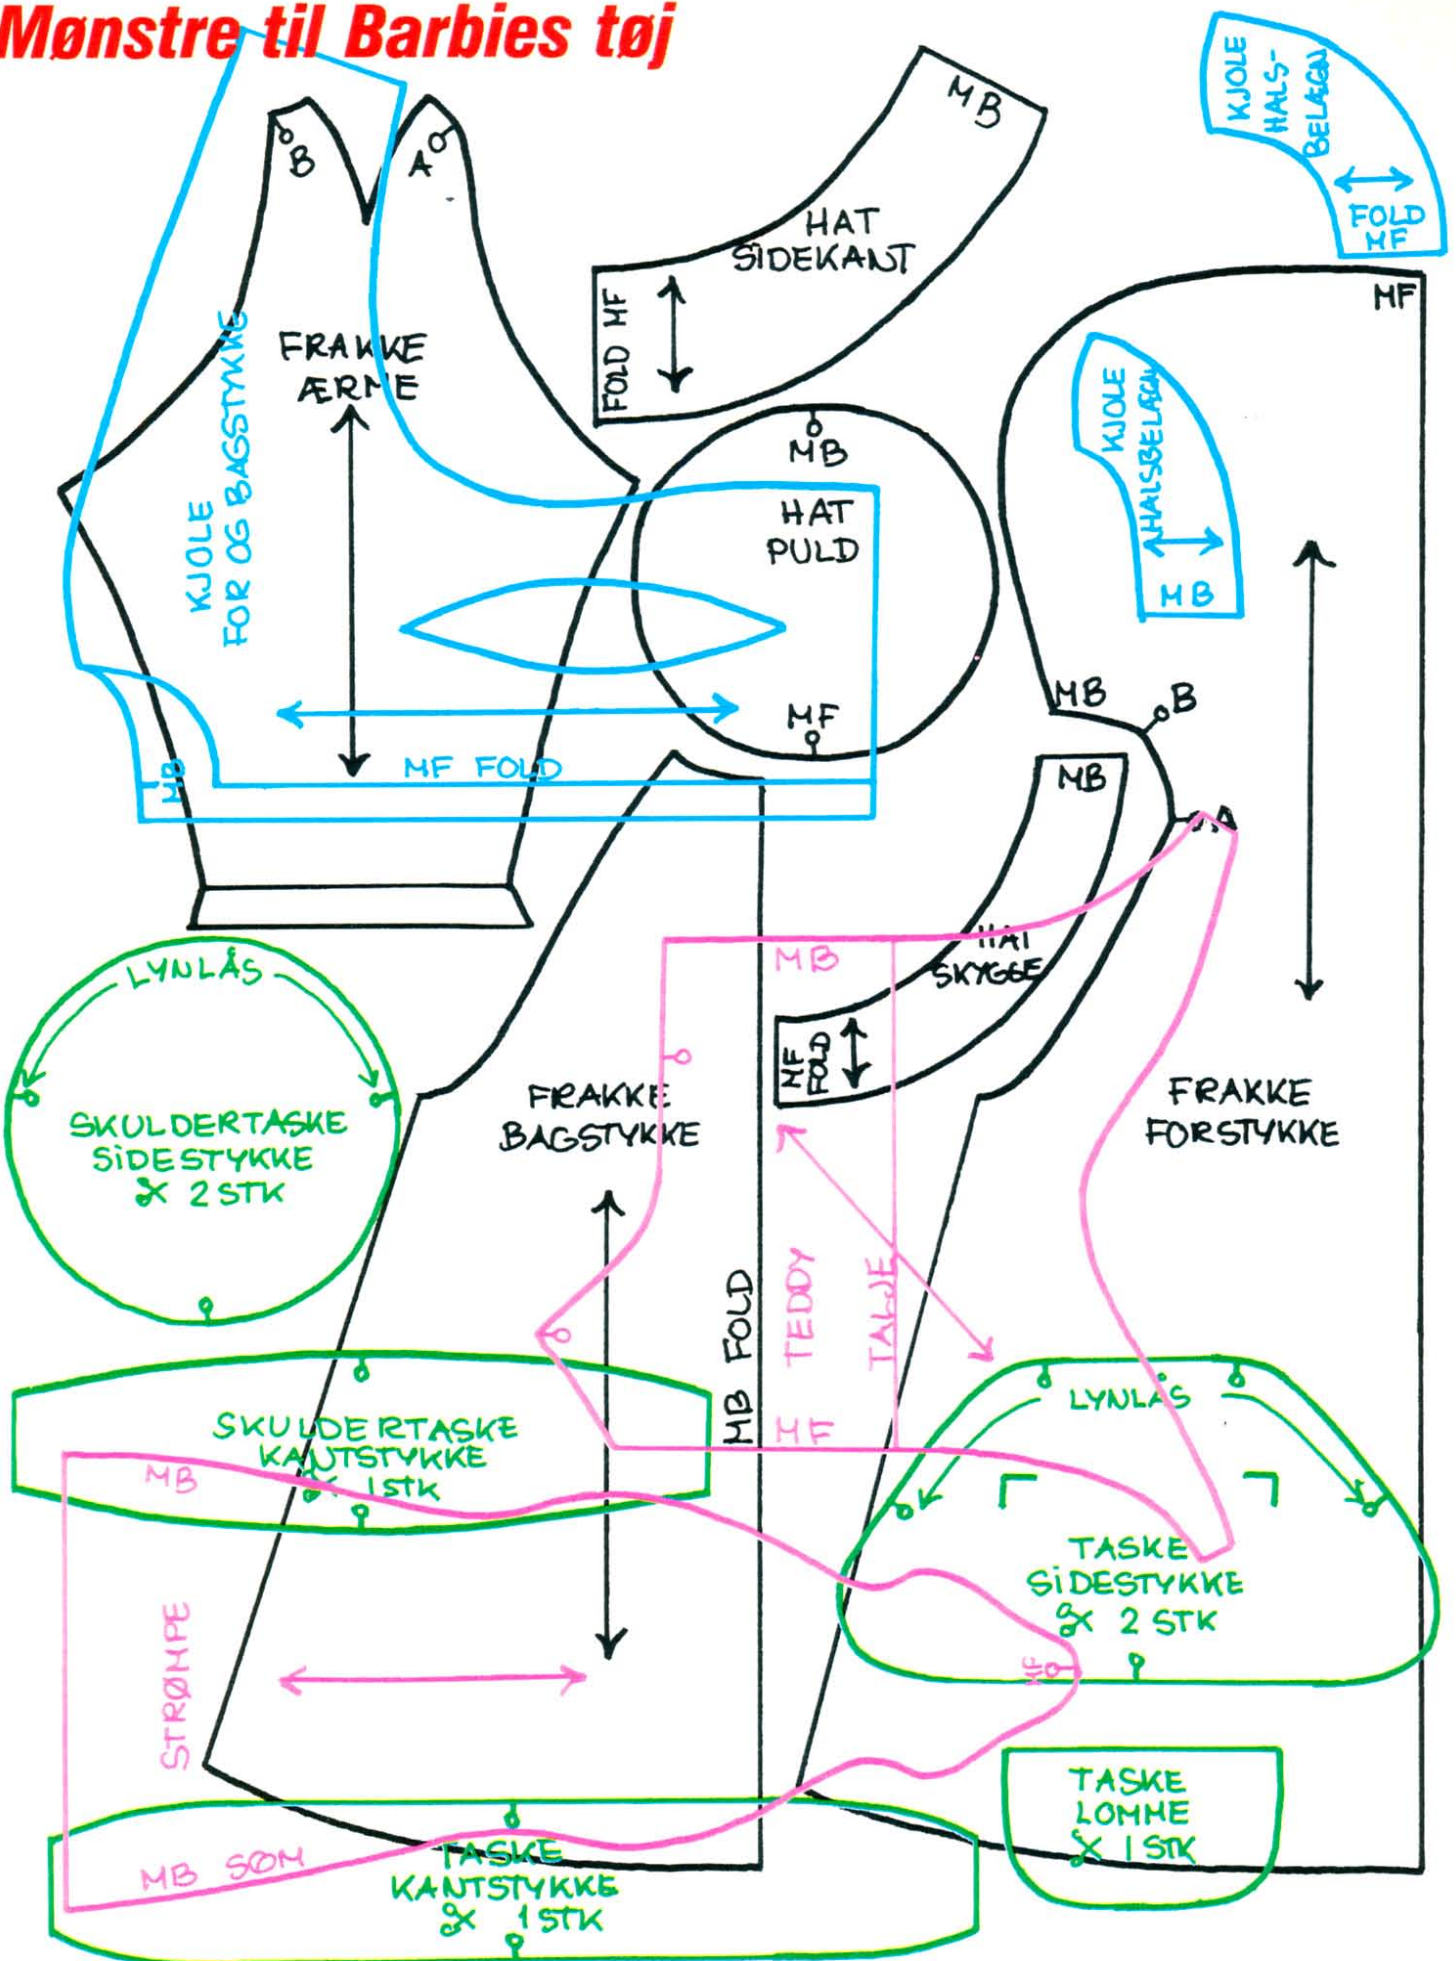 Mønstre til Barbies tøj
KJOLE
HALS-
BELÆGN
FOLD
MF
MB
HAT
SIDEKANT
FOLD MF
B
A
FRAKKE
ÆRME
KJOLE
FOR OG BAGSTYKKE
MB
MF FOLD
MB
HAT
PULD
MF
MF
KJOLE
HALSBELÆGN
MB
MB
B
A
MB
HAT
SKYGGE
MF
FOLD
LYNLÅS
SKULDERTASKE
SIDESTYKKE
2 STK
FRAKKE
BAGSTYKKE
MB FOLD
MB
TEDDY
TALJE
MF
FRAKKE
FORSTYKKE
SKULDERTASKE
KANTSTYKKE
1 STK
LYNLÅS
TASKE
SIDESTYKKE
2 STK
MB
STRØMPE
MF
MB SØM
TASKE
KANTSTYKKE
1 STK
TASKE
LOMME
1 STK